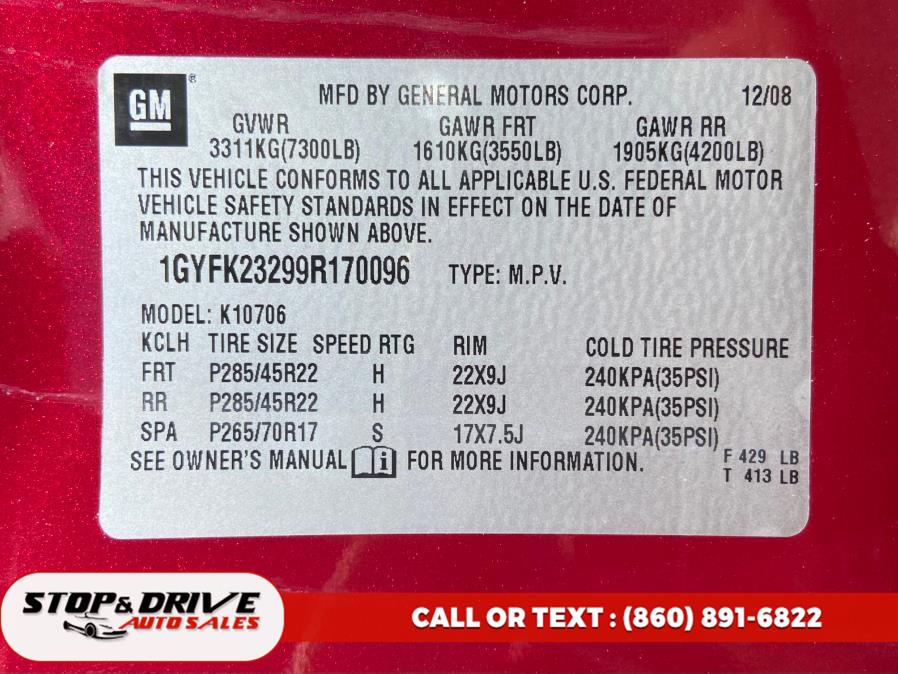 GM® MFD BY GENERAL MOTORS CORP. 12/08
GVWR GAWR FRT GAWR RR
3311KG(7300LB) 1610KG(3550LB) 1905KG(4200LB)
THIS VEHICLE CONFORMS TO ALL APPLICABLE U.S. FEDERAL MOTOR
VEHICLE SAFETY STANDARDS IN EFFECT ON THE DATE OF
MANUFACTURE SHOWN ABOVE.
1GYFK23299R170096 TYPE: M.P.V.
MODEL: K10706
KCLH TIRE SIZE SPEED RTG RIM COLD TIRE PRESSURE
FRT P285/45R22 H 22X9J 240KPA(35PSI)
RR P285/45R22 H 22X9J 240KPA(35PSI)
SPA P265/70R17 S 17X7.5J 240KPA(35PSI)
SEE OWNER'S MANUAL i FOR MORE INFORMATION. F 429 LB
T 413 LB
STOP & DRIVE
AUTO SALES
CALL OR TEXT : (860) 891-6822